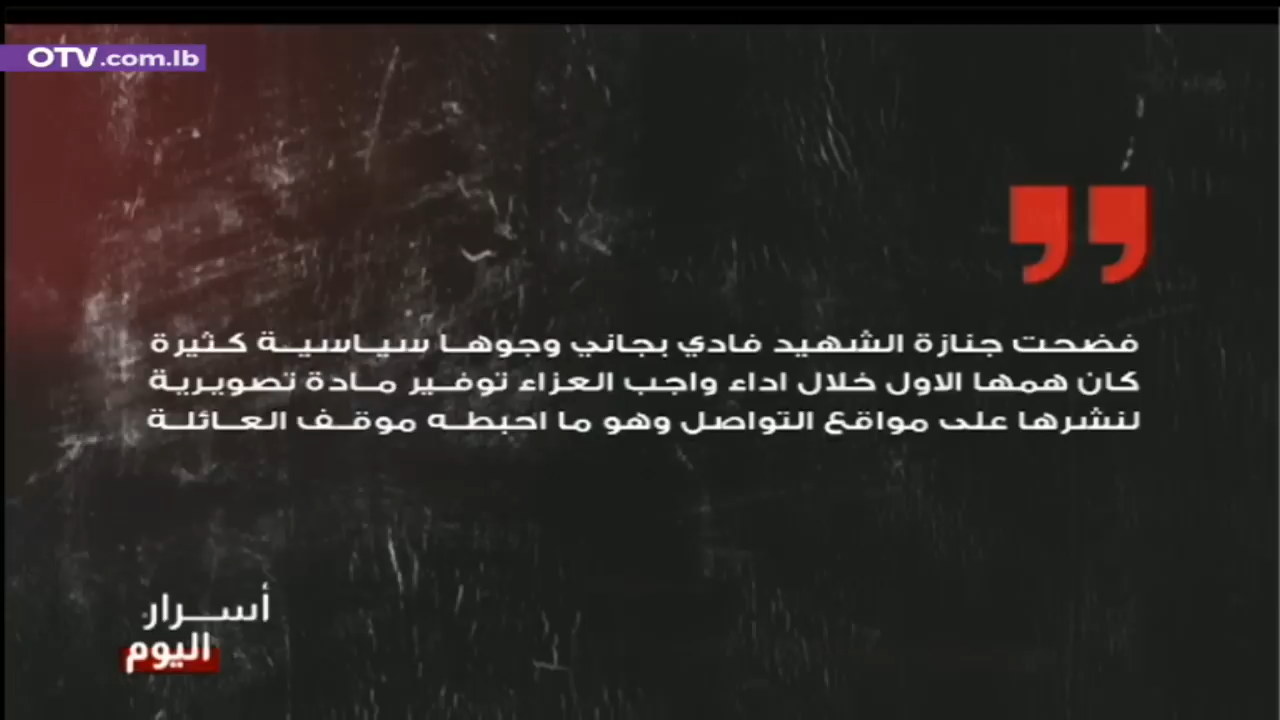 OTV.com.lb
فضحت جنازة الشهيد فادي بجاني وجوها سياسية كثيرة
كان همها الاول خلال اداء واجب العزاء توفير مادة تصويرية
لنشرها على مواقع التواصل وهو ما احبطه موقف العائلة
أسرار
اليوم